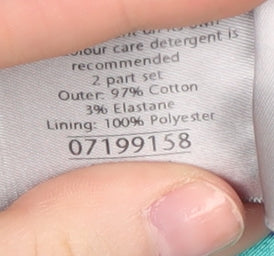 colour care detergent is
recommended
2 part set
Outer: 97% Cotton
3% Elastane
Lining: 100% Polyester
07199158